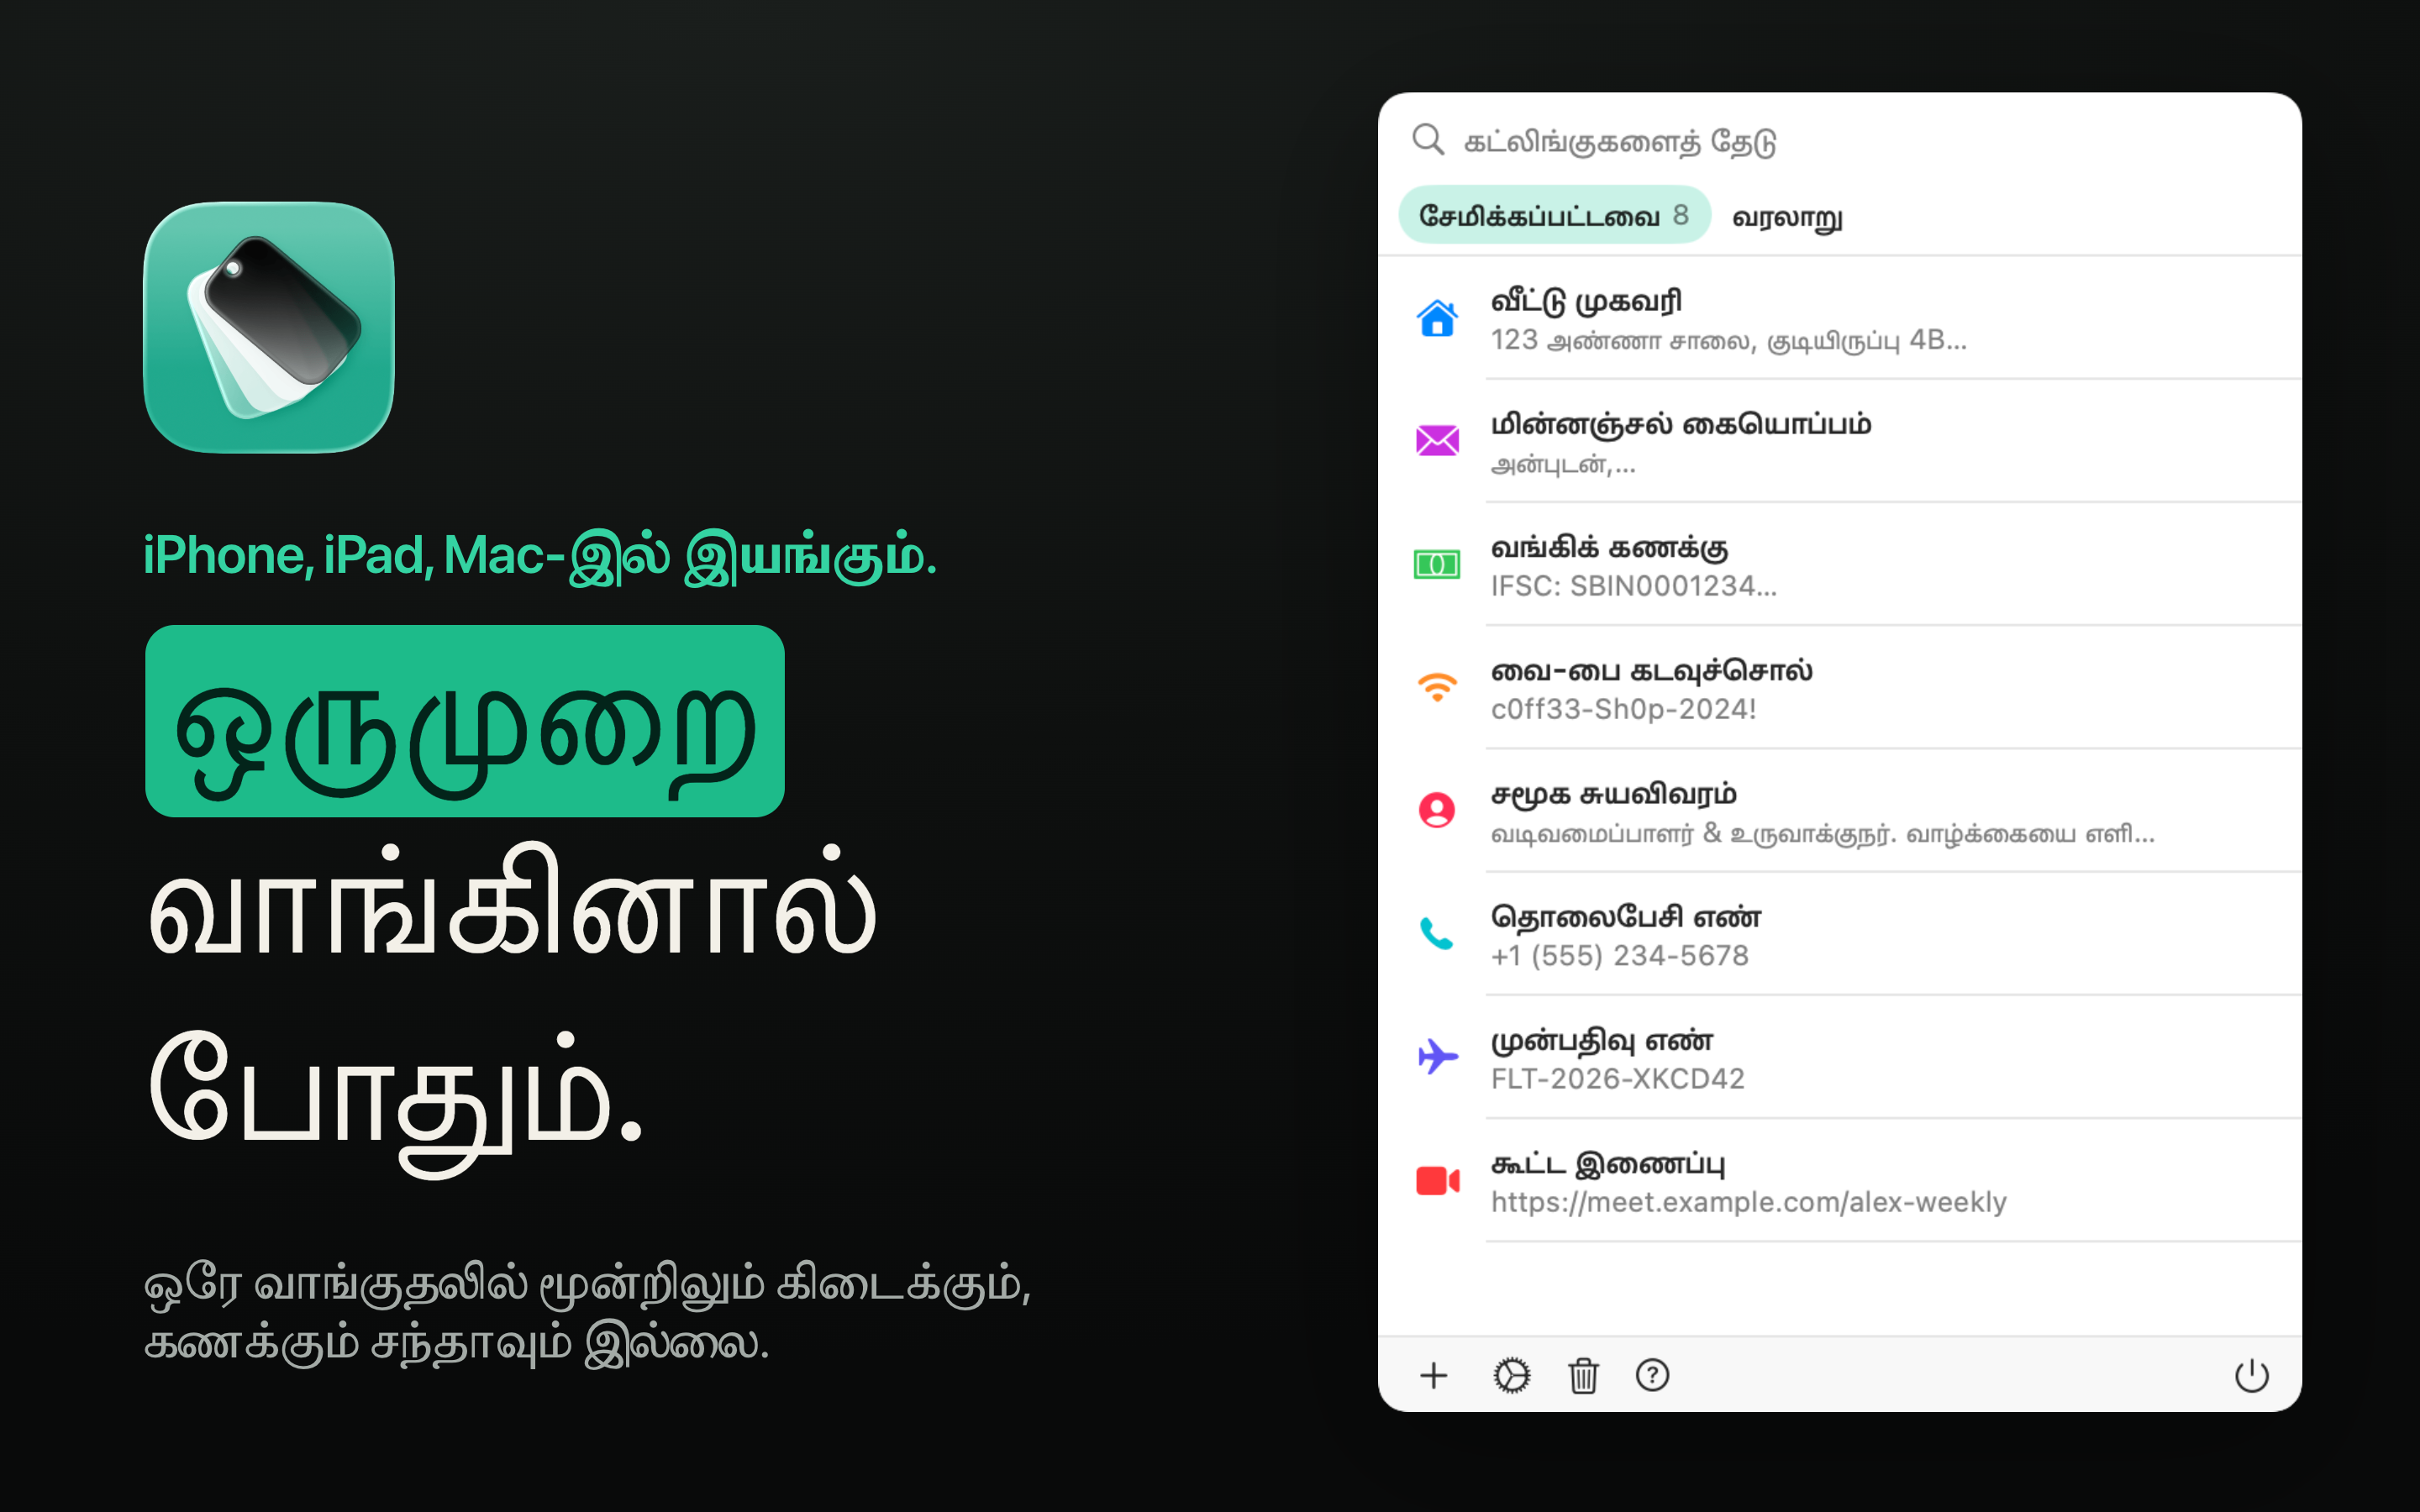 iPhone, iPad, Mac-இல் இயங்கும்.
ஒருமுறை
வாங்கினால்
போதும்.
ஒரே வாங்குதலில் மூன்றிலும் கிடைக்கும்,
கணக்கும் சந்தாவும் இல்லை.
கட்லிங்குகளைத் தேடு
சேமிக்கப்பட்டவை 8 வரலாறு
வீட்டு முகவரி
123 அண்ணா சாலை, குடியிருப்பு 4B...
மின்னஞ்சல் கையொப்பம்
அன்புடன்,...
வங்கிக் கணக்கு
IFSC: SBIN0001234...
வை-பை கடவுச்சொல்
c0ff33-Sh0p-2024!
சமூக சுயவிவரம்
வடிவமைப்பாளர் & உருவாக்குநர். வாழ்க்கையை எளி...
தொலைபேசி எண்
+1 (555) 234-5678
முன்பதிவு எண்
FLT-2026-XKCD42
கூட்ட இணைப்பு
https://meet.example.com/alex-weekly